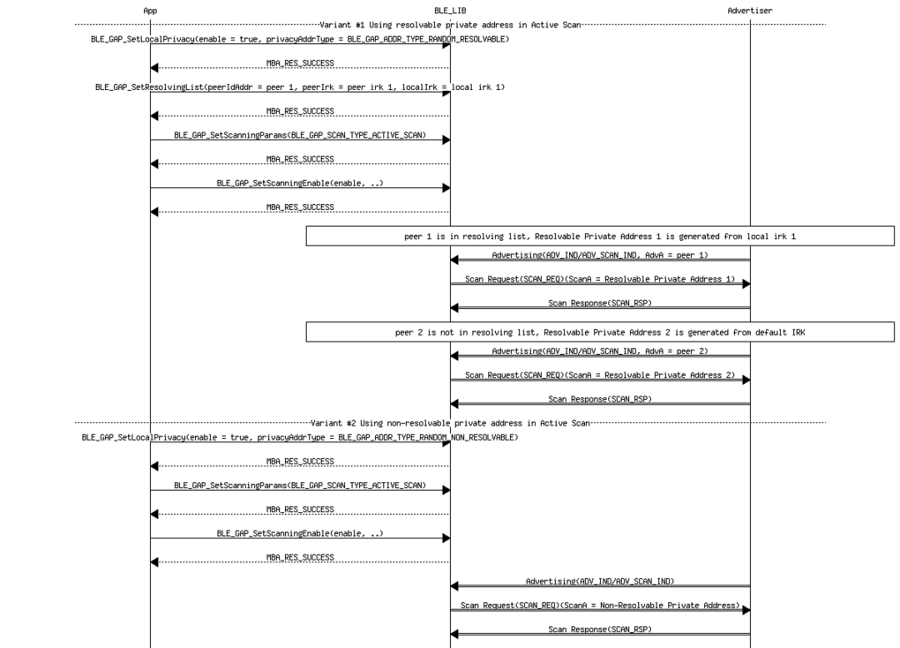 App BLE_LIB Advertiser
Variant #1 Using resolvable private address in Active Scan
BLE_GAP_SetLocalPrivacy(enable = true, privacyAddrType = BLE_GAP_ADDR_TYPE_RANDOM_RESOLVABLE)
MBA_RES_SUCCESS
BLE_GAP_SetResolvingList(peerIdAddr = peer 1, peerIrk = peer irk 1, localIrk = local irk 1)
MBA_RES_SUCCESS
BLE_GAP_SetScanningParams(BLE_GAP_SCAN_TYPE_ACTIVE_SCAN)
MBA_RES_SUCCESS
BLE_GAP_SetScanningEnable(enable, ..)
MBA_RES_SUCCESS
peer 1 is in resolving list, Resolvable Private Address 1 is generated from local irk 1
Advertising(ADV_IND/ADV_SCAN_IND, AdvA = peer 1)
Scan Request(SCAN_REQ)(ScanA = Resolvable Private Address 1)
Scan Response(SCAN_RSP)
peer 2 is not in resolving list, Resolvable Private Address 2 is generated from default IRK
Advertising(ADV_IND/ADV_SCAN_IND, AdvA = peer 2)
Scan Request(SCAN_REQ)(ScanA = Resolvable Private Address 2)
Scan Response(SCAN_RSP)
Variant #2 Using non-resolvable private address in Active Scan
BLE_GAP_SetLocalPrivacy(enable = true, privacyAddrType = BLE_GAP_ADDR_TYPE_RANDOM_NON_RESOLVABLE)
MBA_RES_SUCCESS
BLE_GAP_SetScanningParams(BLE_GAP_SCAN_TYPE_ACTIVE_SCAN)
MBA_RES_SUCCESS
BLE_GAP_SetScanningEnable(enable, ..)
MBA_RES_SUCCESS
Advertising(ADV_IND/ADV_SCAN_IND)
Scan Request(SCAN_REQ)(ScanA = Non-Resolvable Private Address)
Scan Response(SCAN_RSP)